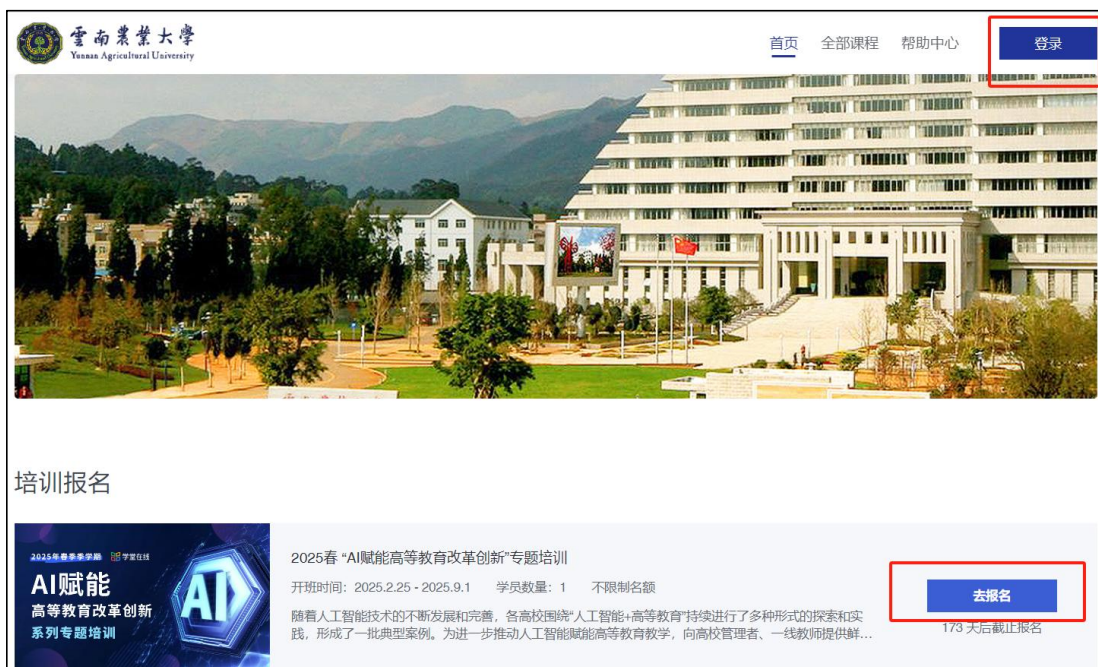 雲南農業大學
Yunnan Agricultural University
首页 全部课程 帮助中心 登录
培训报名
2025年春季学期 学堂在线
AI赋能
高等教育改革创新
系列专题培训
AI
2025春 “AI赋能高等教育改革创新”专题培训
开班时间：2025.2.25 - 2025.9.1 学员数量：1 不限制名额
随着人工智能技术的不断发展和完善，各高校围绕“人工智能+高等教育”持续进行了多种形式的探索和实
践，形成了一批典型案例。为进一步推动人工智能赋能高等教育教学，向高校管理者、一线教师提供鲜...
去报名
173 天后截止报名